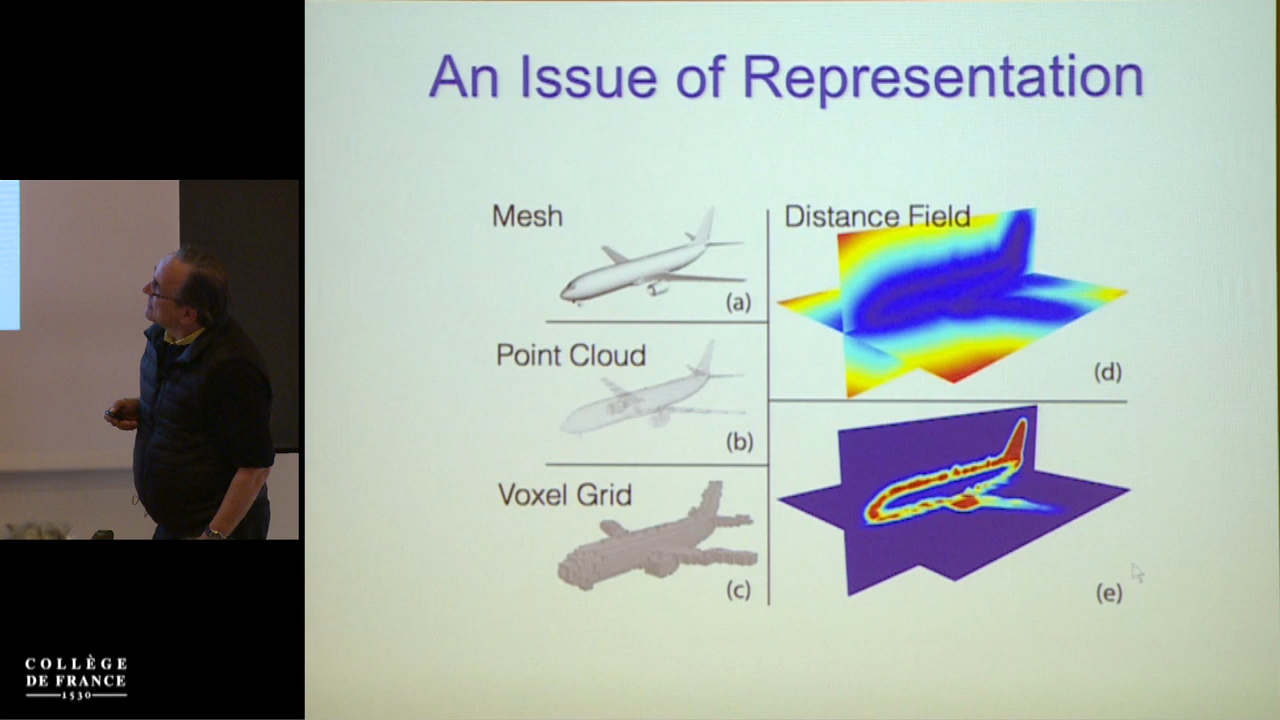 An Issue of Representation
Mesh
(a)
Point Cloud
(b)
Voxel Grid
(c)
Distance Field
(d)
(e)
COLLÈGE
DE FRANCE
1530